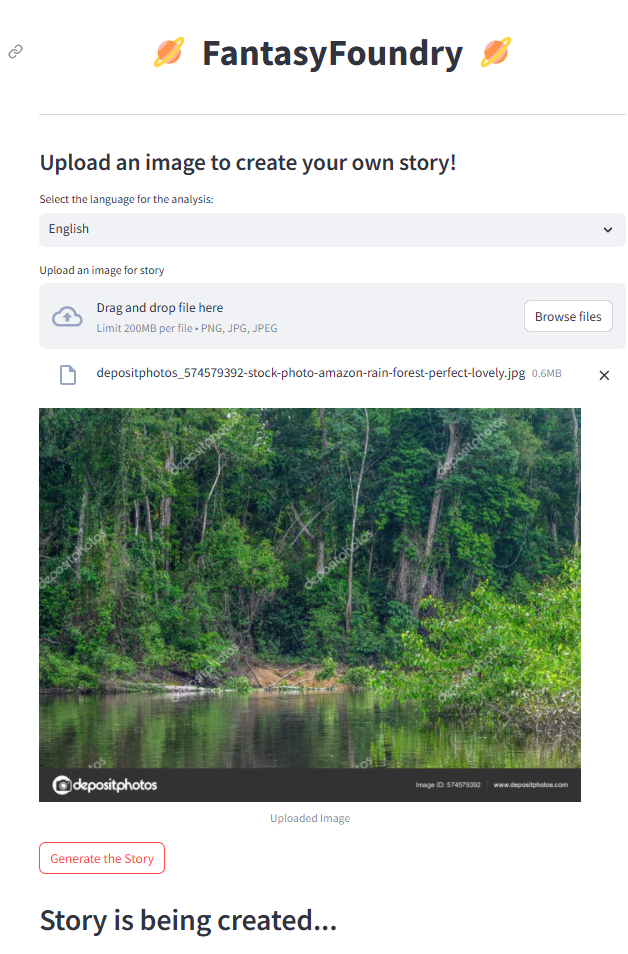 FantasyFoundry
Upload an image to create your own story!
Select the language for the analysis:
English
Upload an image for story
Drag and drop file here
Limit 200MB per file • PNG, JPG, JPEG
Browse files
depositphotos_574579392-stock-photo-amazon-rain-forest-perfect-lovely.jpg 0.6MB
depositphotos
depositphotos
depositphotos
depositphotos
depositphotos
depositphotos
depositphotos Image ID: 574579392 www.depositphotos.com
Uploaded Image
Generate the Story
Story is being created...